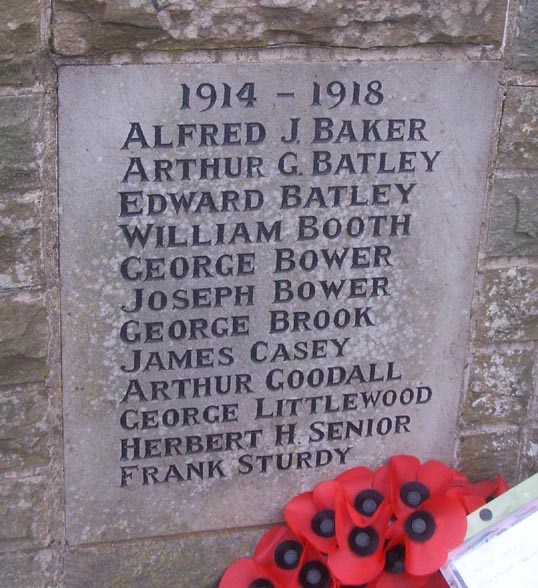 1914 – 1918
ALFRED J. BAKER
ARTHUR G. BATLEY
EDWARD BATLEY
WILLIAM BOOTH
GEORGE BOWER
JOSEPH BOWER
GEORGE BROOK
JAMES CASEY
ARTHUR GOODALL
GEORGE LITTLEWOOD
HERBERT H. SENIOR
FRANK STURDY